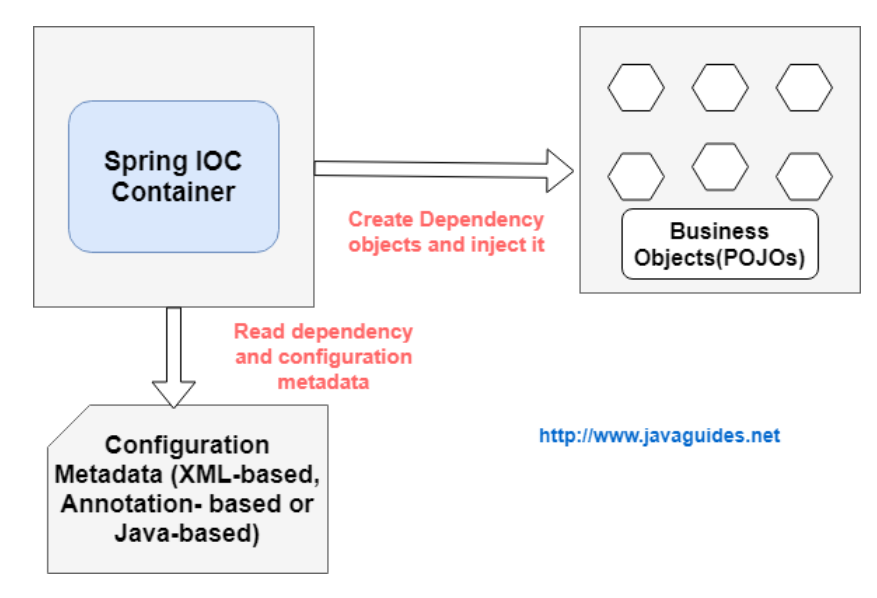 Spring IOC
Container
Create Dependency
objects and inject it
Business
Objects(POJOs)
Read dependency
and configuration
metadata
Configuration
Metadata (XML-based,
Annotation- based or
Java-based)
http://www.javaguides.net